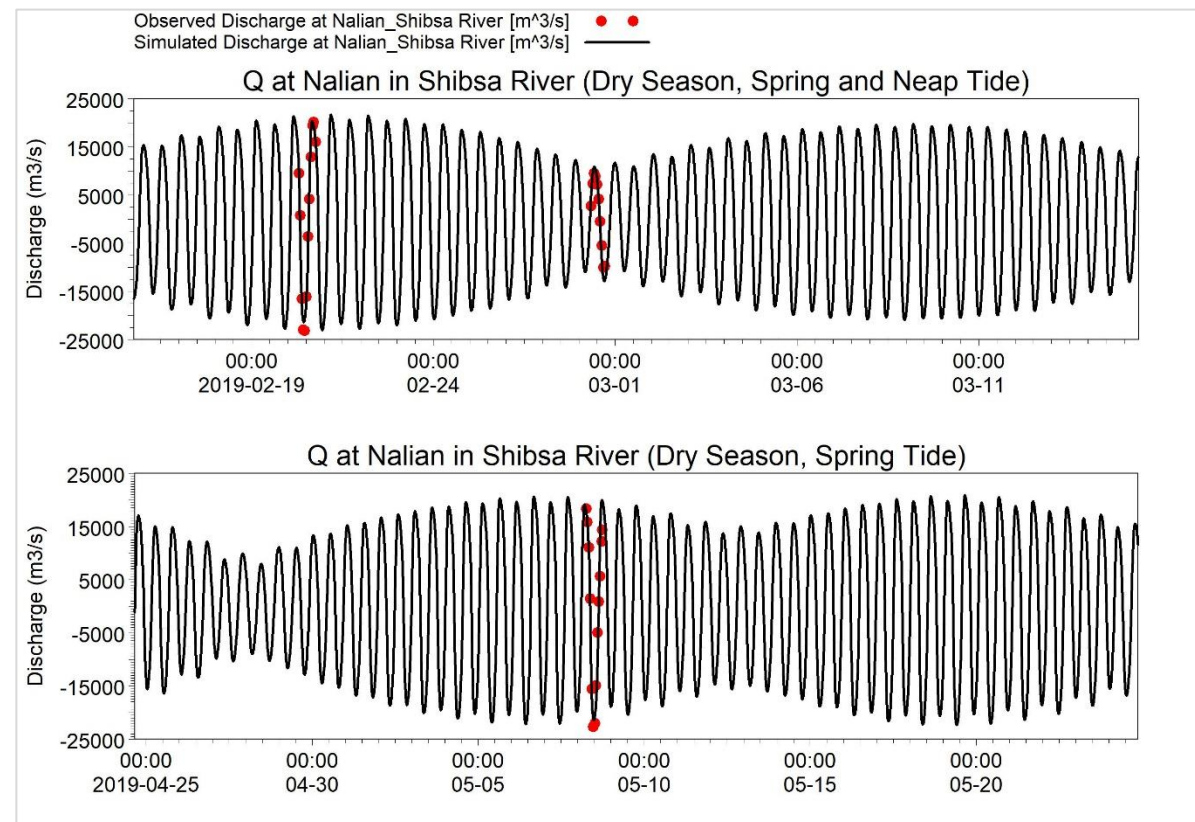 Observed Discharge at Nalian_Shibsa River [m^3/s]
Simulated Discharge at Nalian_Shibsa River [m^3/s]
Q at Nalian in Shibsa River (Dry Season, Spring and Neap Tide)
25000
15000
5000
-5000
-15000
-25000
Discharge (m3/s)
00:00 00:00 00:00 00:00 00:00
2019-02-19 02-24 03-01 03-06 03-11
Q at Nalian in Shibsa River (Dry Season, Spring Tide)
25000
15000
5000
-5000
-15000
-25000
Discharge (m3/s)
00:00 00:00 00:00 00:00 00:00 00:00
2019-04-25 04-30 05-05 05-10 05-15 05-20